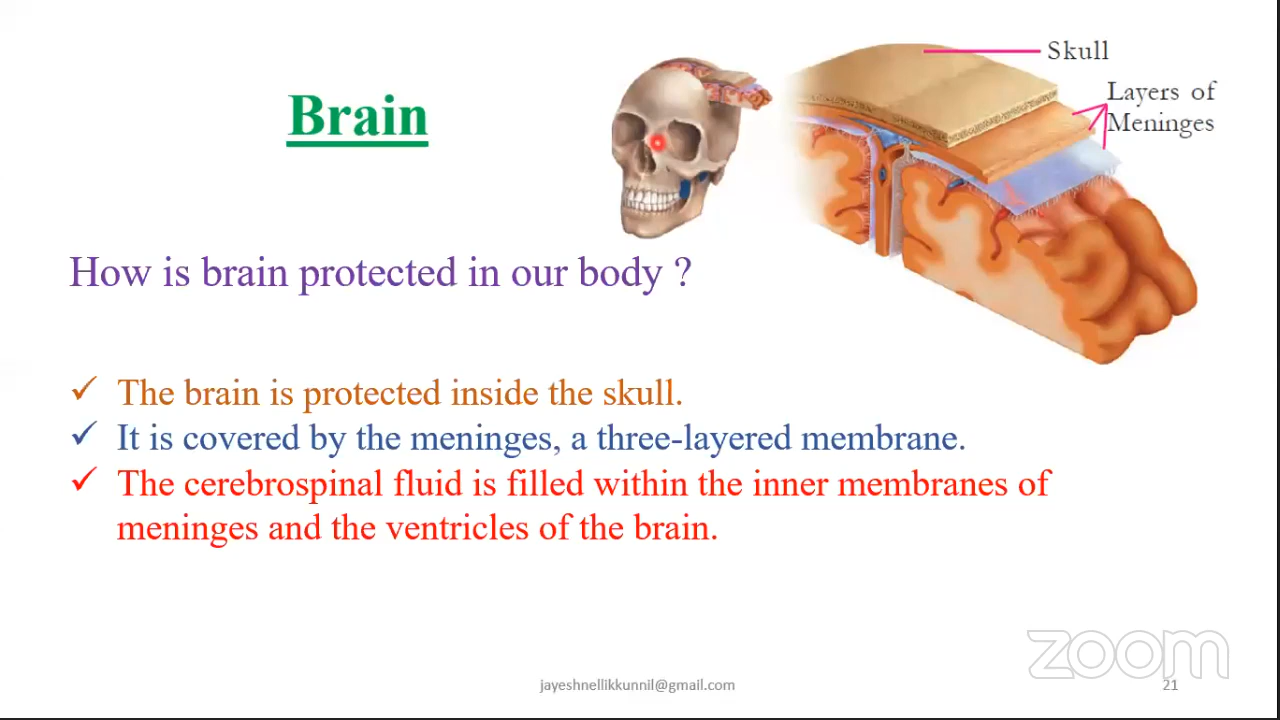 Brain
Skull
Layers of
Meninges
How is brain protected in our body ?
✓ The brain is protected inside the skull.
✓ It is covered by the meninges, a three-layered membrane.
✓ The cerebrospinal fluid is filled within the inner membranes of
meninges and the ventricles of the brain.
zoom
jayeshnellikkunnil@gmail.com
21